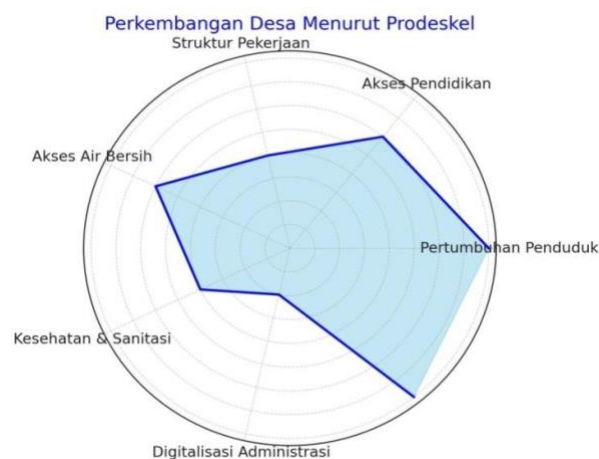 Perkembangan Desa Menurut Prodeskel
Struktur Pekerjaan
Akses Pendidikan
Akses Air Bersih
Pertumbuhan Penduduk
Kesehatan & Sanitasi
Digitalisasi Administrasi